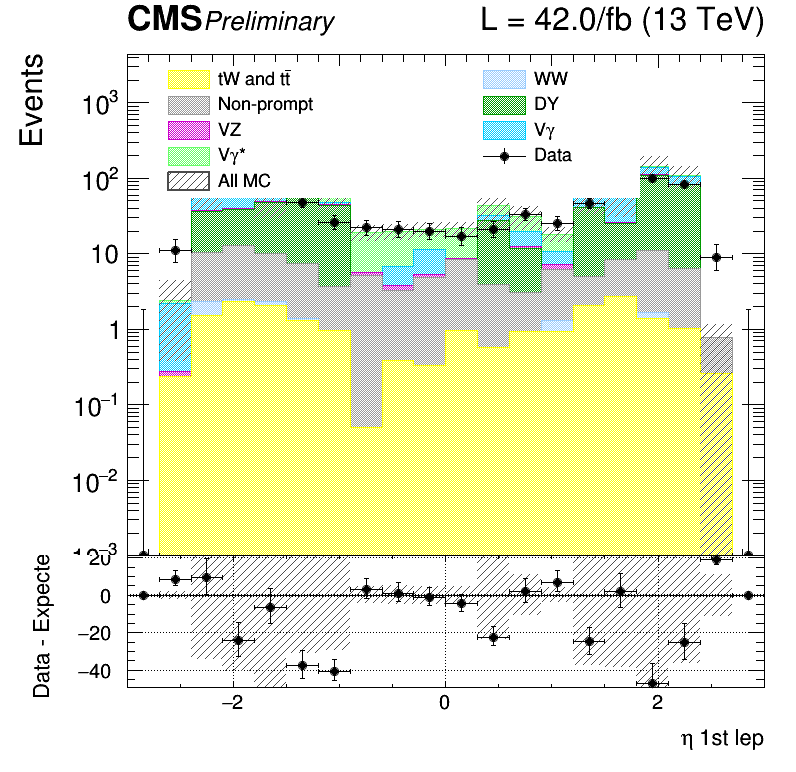 CMS Preliminary L = 42.0/fb (13 TeV)
Events
tW and tt̄
WW
Non-prompt
DY
VZ
Vγ
Vγ*
Data
All MC
10³
10²
10
1
10⁻¹
10⁻²
Data - Expecte
20
0
−20
−40
−2 0 2
η 1st lep